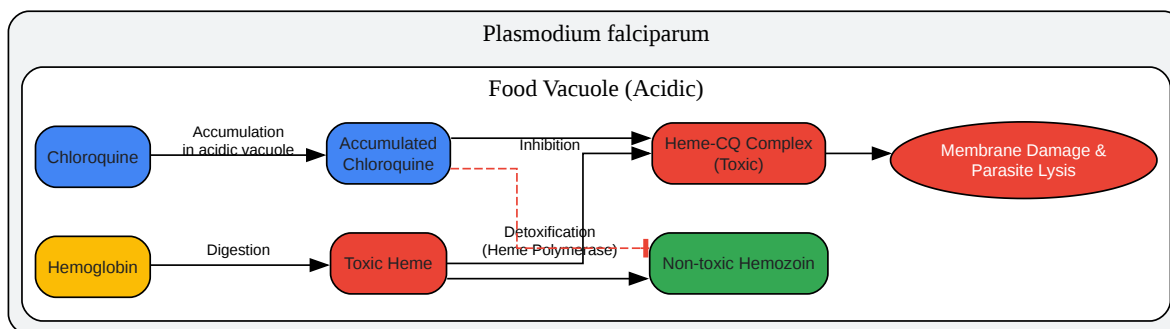 Plasmodium falciparum
Food Vacuole (Acidic)
Chloroquine
Accumulation
in acidic vacuole
Accumulated
Chloroquine
Inhibition
Heme-CQ Complex
(Toxic)
Membrane Damage &
Parasite Lysis
Hemoglobin
Digestion
Toxic Heme
Detoxification
(Heme Polymerase)
Non-toxic Hemozoin